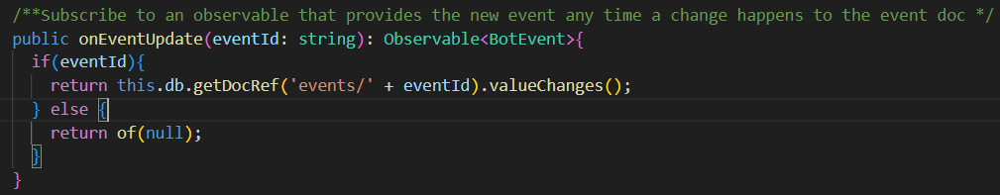 /**Subscribe to an observable that provides the new event any time a change happens to the event doc */
public onEventUpdate(eventId: string): Observable<BotEvent>{
  if(eventId){
    return this.db.getDocRef('events/' + eventId).valueChanges();
  } else {
    return of(null);
  }
}